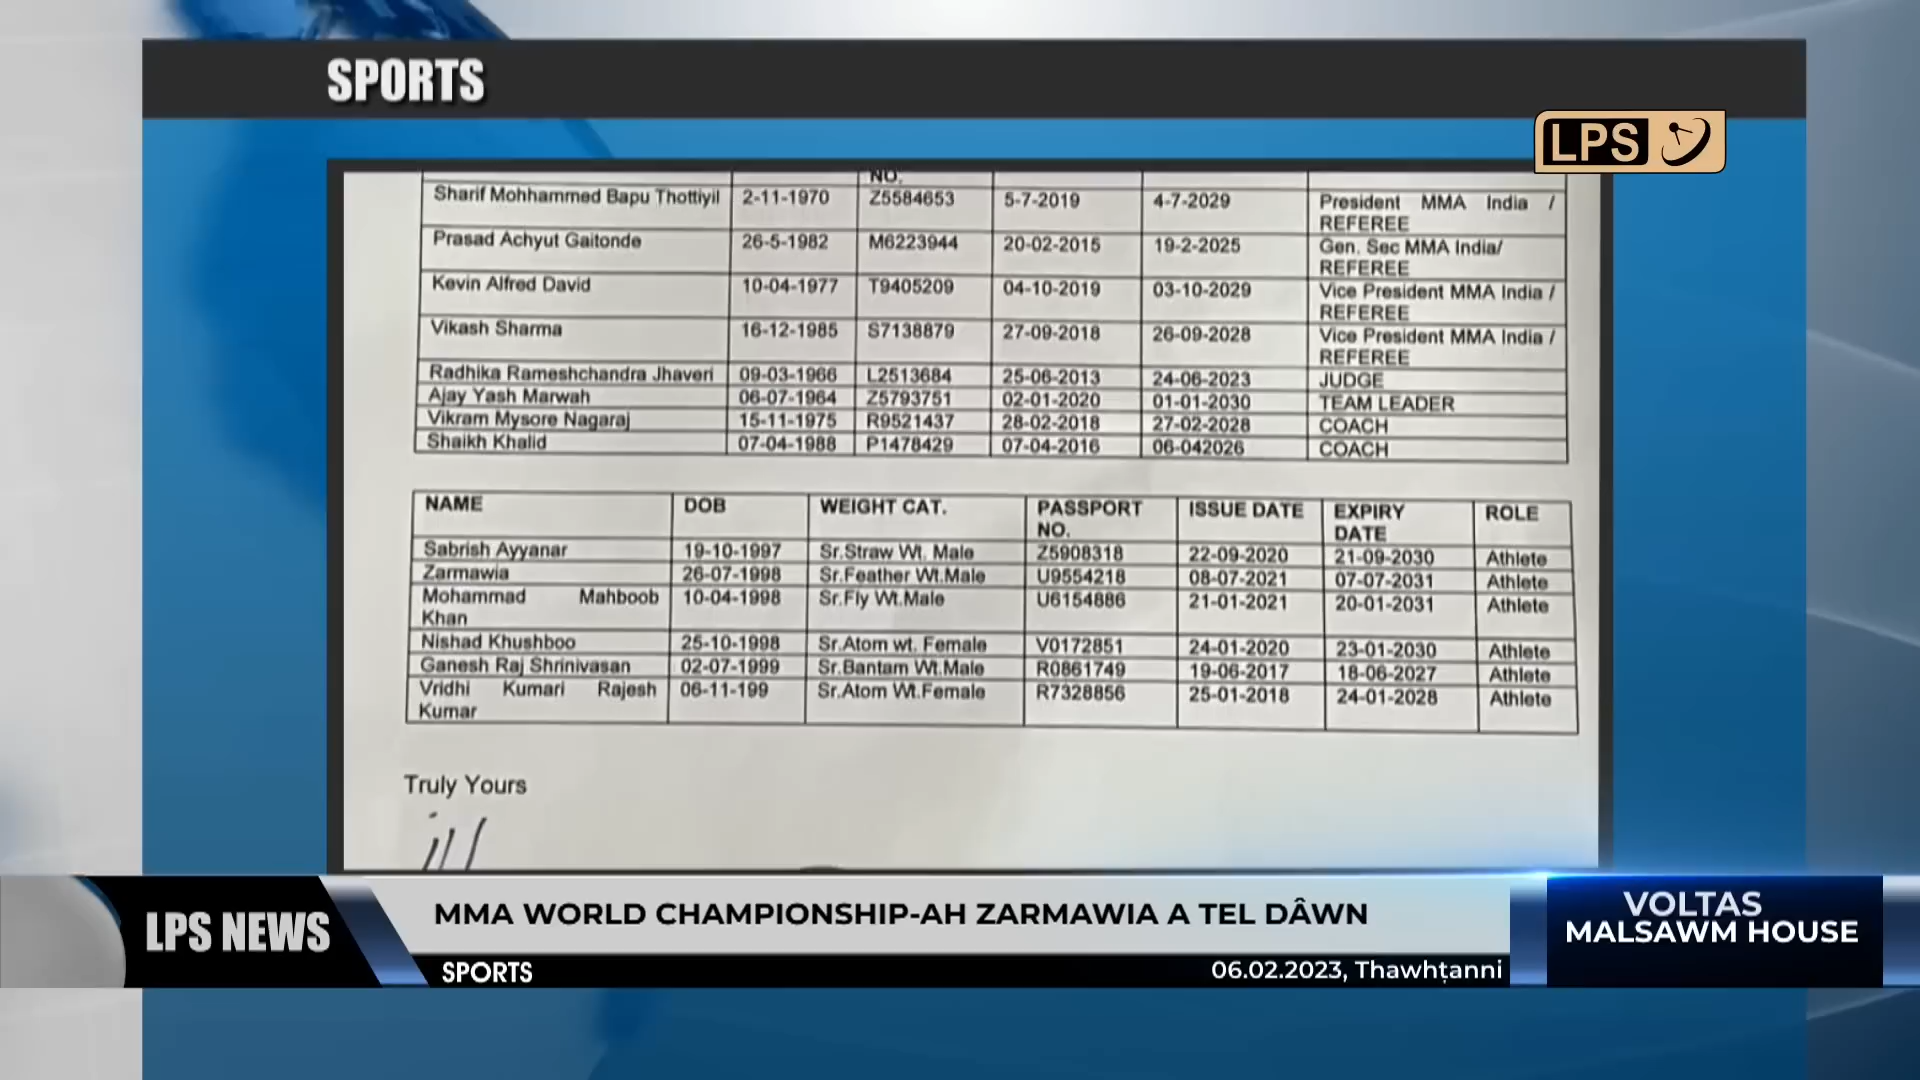 SPORTS
LPS
NO.
Sharif Mohhammed Bapu Thottiyil 2-11-1970 Z5584653 5-7-2019 4-7-2029 President MMA India /
REFEREE
Prasad Achyut Gaitonde 26-5-1982 M6223944 20-02-2015 19-2-2025 Gen. Sec MMA India/
REFEREE
Kevin Alfred David 10-04-1977 T9405209 04-10-2019 03-10-2029 Vice President MMA India /
REFEREE
Vikash Sharma 16-12-1985 S7138879 27-09-2018 26-09-2028 Vice President MMA India /
REFEREE
Radhika Rameshchandra Jhaveri 09-03-1966 L2513684 25-06-2013 24-06-2023 JUDGE
Ajay Yash Marwah 06-07-1964 Z5793751 02-01-2020 01-01-2030 TEAM LEADER
Vikram Mysore Nagaraj 15-11-1975 R9521437 28-02-2018 27-02-2028 COACH
Shaikh Khalid 07-04-1988 P1478429 07-04-2016 06-042026 COACH
NAME DOB WEIGHT CAT. PASSPORT ISSUE DATE EXPIRY ROLE
NO. DATE
Sabrish Ayyanar 19-10-1997 Sr.Straw Wt. Male Z5908318 22-09-2020 21-09-2030 Athlete
Zarmawia 26-07-1998 Sr.Feather Wt.Male U9554218 08-07-2021 07-07-2031 Athlete
Mohammad Mahboob 10-04-1998 Sr.Fly Wt.Male U6154886 21-01-2021 20-01-2031 Athlete
Khan
Nishad Khushboo 25-10-1998 Sr.Atom wt. Female V0172851 24-01-2020 23-01-2030 Athlete
Ganesh Raj Shrinivasan 02-07-1999 Sr.Bantam Wt.Male R0861749 19-06-2017 18-06-2027 Athlete
Vridhi Kumari Rajesh 06-11-199 Sr.Atom Wt.Female R7328856 25-01-2018 24-01-2028 Athlete
Kumar
Truly Yours
LPS NEWS
MMA WORLD CHAMPIONSHIP-AH ZARMAWIA A TEL DÂWN
SPORTS
06.02.2023, Thawhṭanni
VOLTAS
MALSAWM HOUSE